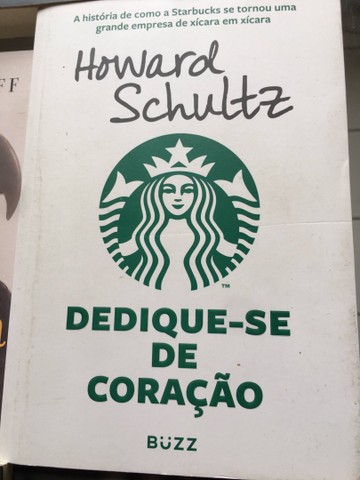 A história de como a Starbucks se tornou uma
grande empresa de xícara em xícara
Howard
Schultz
TM
DEDIQUE-SE
DE
CORAÇÃO
BUZZ